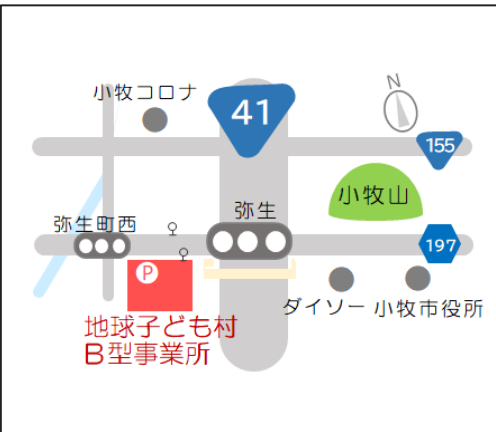 N
小牧コロナ
41
155
小牧山
弥生
弥生町西
197
P
ダイソー 小牧市役所
地球子ども村
B型事業所